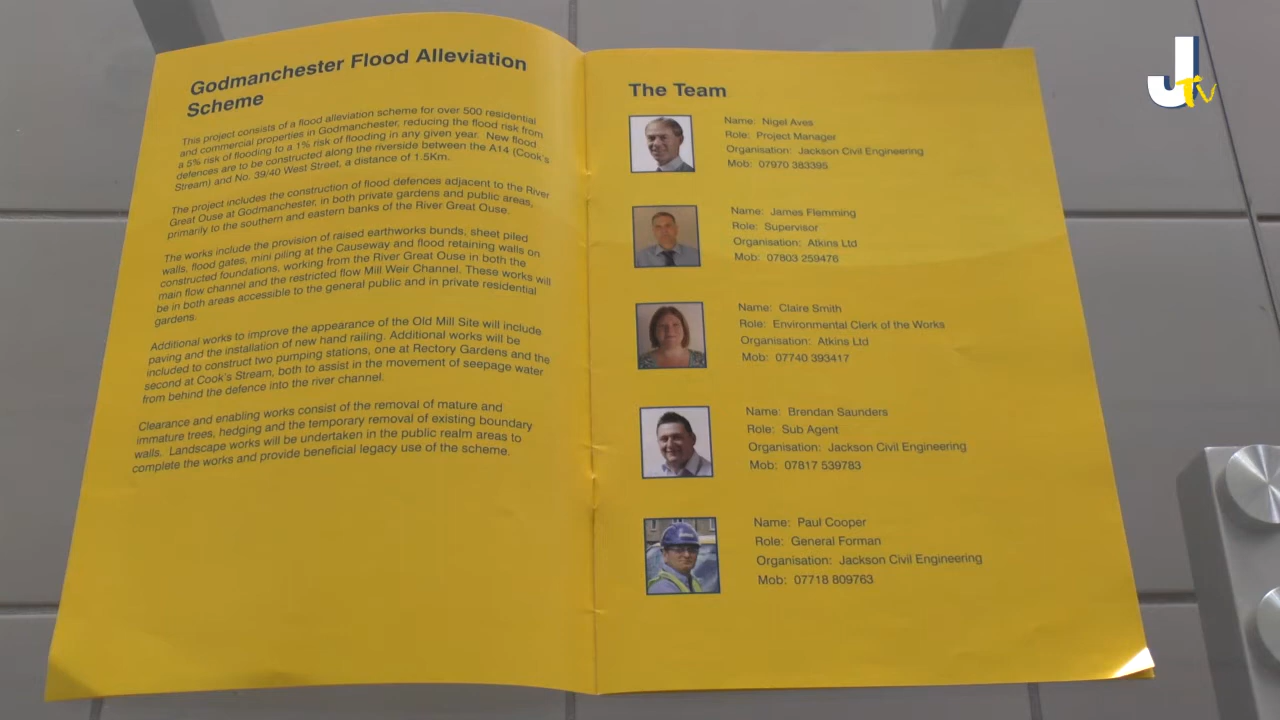 Godmanchester Flood Alleviation
Scheme
This project consists of a flood alleviation scheme for over 500 residential
and commercial properties in Godmanchester, reducing the flood risk from
a 5% risk of flooding to a 1% risk of flooding in any given year. New flood
defences are to be constructed along the riverside between the A14 (Cook's
Stream) and No. 39/40 West Street, a distance of 1.5Km.
The project includes the construction of flood defences adjacent to the River
Great Ouse at Godmanchester, in both private gardens and public areas,
primarily to the southern and eastern banks of the River Great Ouse.
The works include the provision of raised earthworks bunds, sheet piled
walls, flood gates, mini piling at the Causeway and flood retaining walls on
constructed foundations, working from the River Great Ouse in both the
main flow channel and the restricted flow Mill Weir Channel. These works will
be in both areas accessible to the general public and in private residential
gardens.
Additional works to improve the appearance of the Old Mill Site will include
paving and the installation of new hand railing. Additional works will be
included to construct two pumping stations, one at Rectory Gardens and the
second at Cook's Stream, both to assist in the movement of seepage water
from behind the defence into the river channel.
Clearance and enabling works consist of the removal of mature and
immature trees, hedging and the temporary removal of existing boundary
walls. Landscape works will be undertaken in the public realm areas to
complete the works and provide beneficial legacy use of the scheme.
The Team
Name: Nigel Aves
Role: Project Manager
Organisation: Jackson Civil Engineering
Mob: 07970 383395
Name: James Flemming
Role: Supervisor
Organisation: Atkins Ltd
Mob: 07803 259476
Name: Claire Smith
Role: Environmental Clerk of the Works
Organisation: Atkins Ltd
Mob: 07740 393417
Name: Brendan Saunders
Role: Sub Agent
Organisation: Jackson Civil Engineering
Mob: 07817 539783
Name: Paul Cooper
Role: General Forman
Organisation: Jackson Civil Engineering
Mob: 07718 809763
JTV